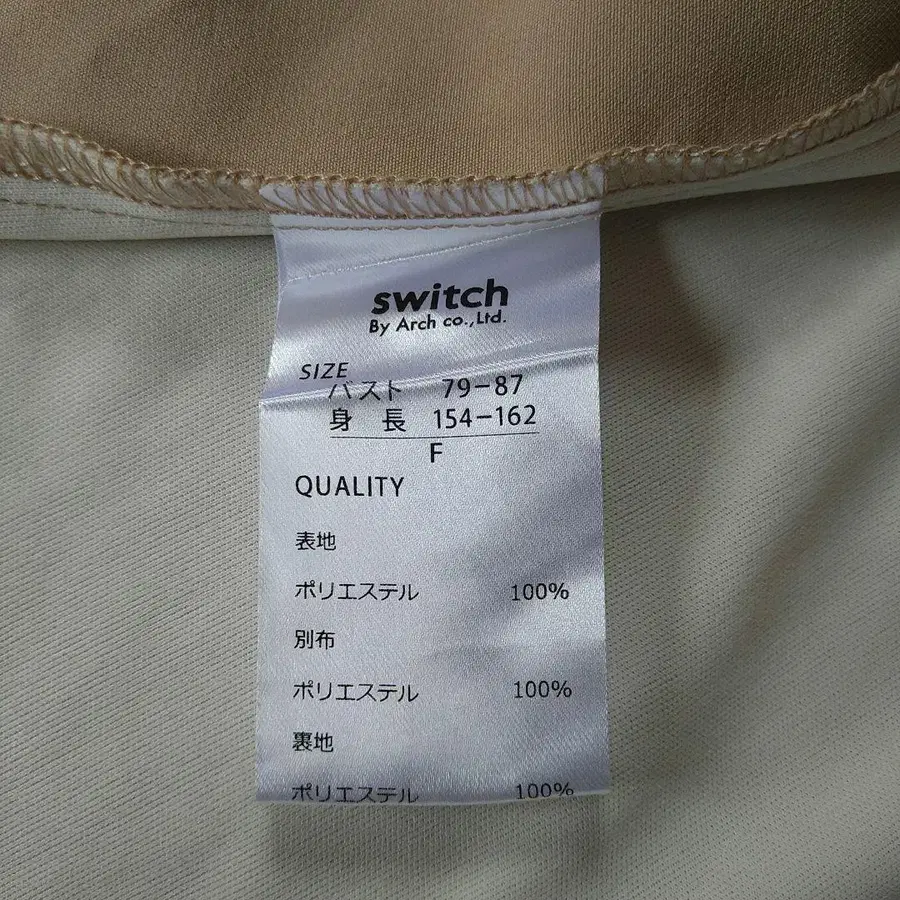 switch
By Arch co.,Ltd.
SIZE
バスト 79-87
身 長 154-162
F
QUALITY
表地
ポリエステル 100%
別布
ポリエステル 100%
裏地
ポリエステル 100%